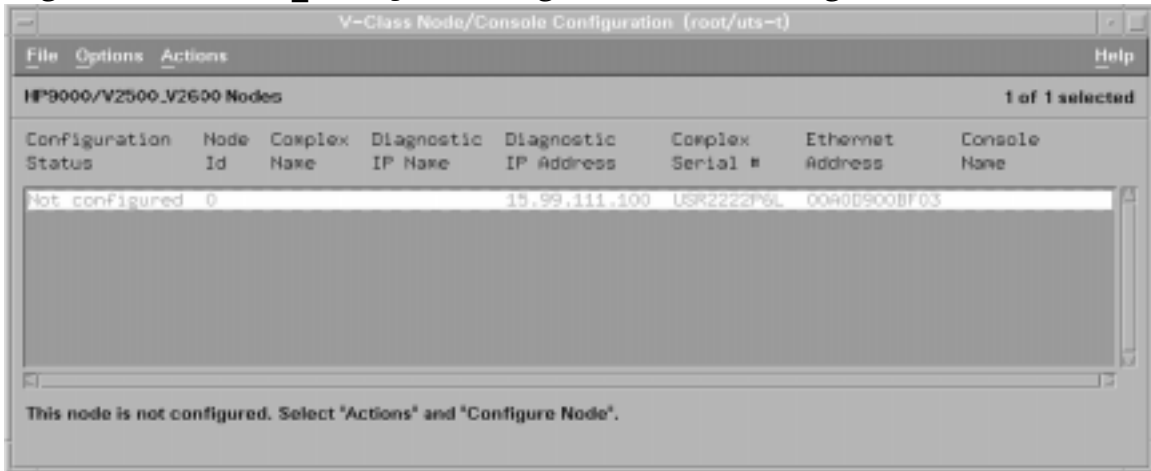 V-Class Node/Console Configuration (root/uts-t)
File Options Actions Help
HP9000/V2500_V2600 Nodes 1 of 1 selected
Configuration Node Complex Diagnostic Diagnostic Complex Ethernet Console
Status Id Name IP Name IP Address Serial # Address Name
Not configured 0 15.99.111.100 USR2222P6L 00A0D900BF03
This node is not configured. Select "Actions" and "Configure Node".